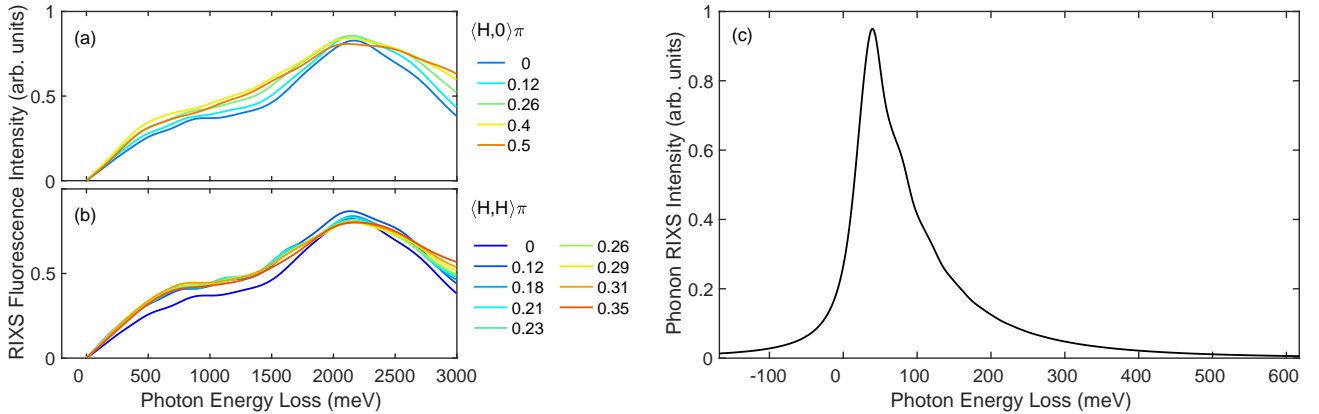 RIXS Fluorescence Intensity (arb. units)
(a)
1
0.5
0
⟨H,0⟩π
0
0.12
0.26
0.4
0.5
(b)
0.5
0
0 500 1000 1500 2000 2500 3000
Photon Energy Loss (meV)
⟨H,H⟩π
0 0.26
0.12 0.29
0.18 0.31
0.21 0.35
0.23
(c)
Phonon RIXS Intensity (arb. units)
1
0.8
0.6
0.4
0.2
0
-100 0 100 200 300 400 500 600
Photon Energy Loss (meV)